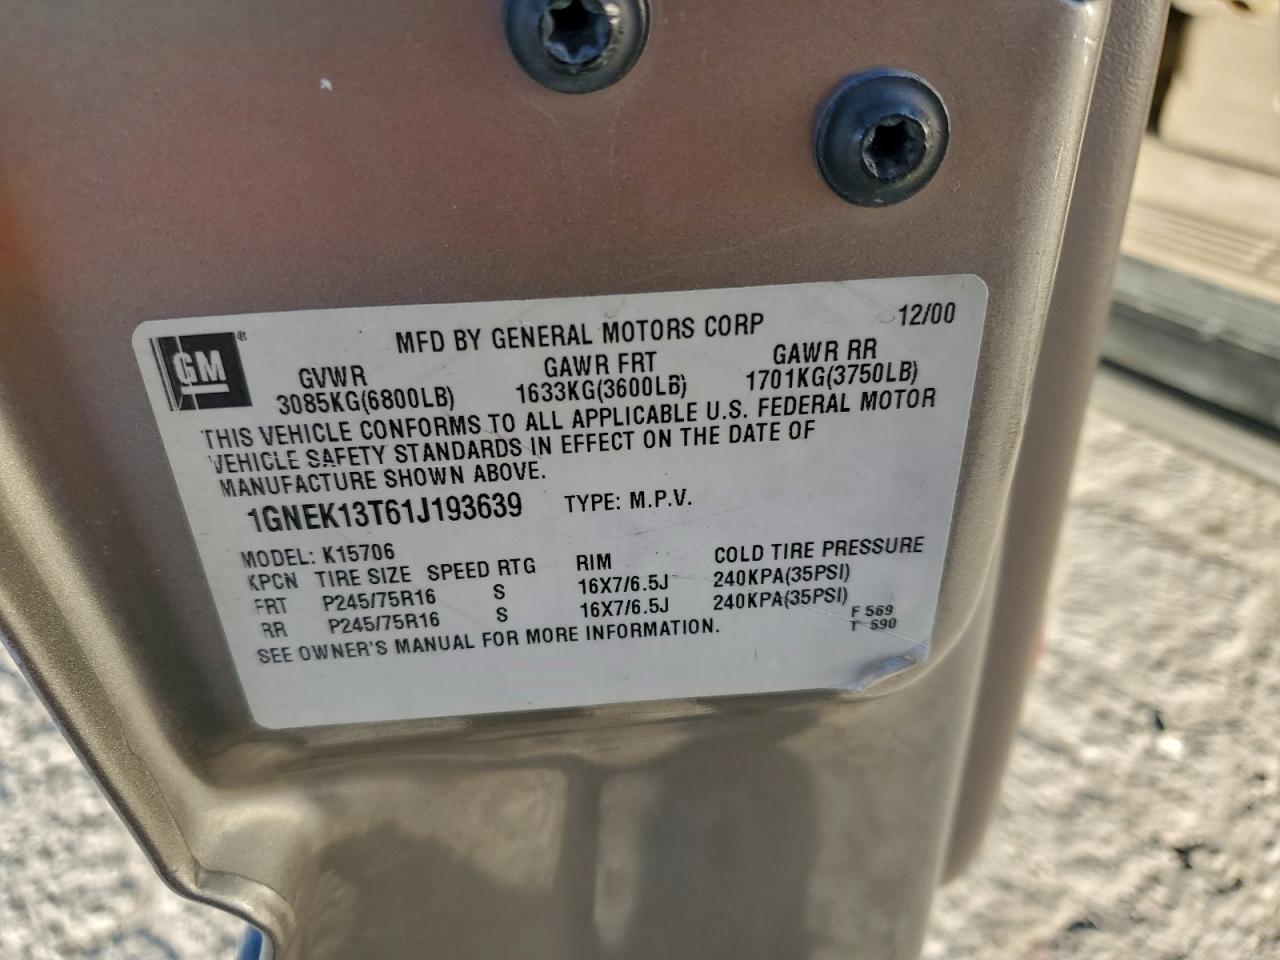 GM ®
MFD BY GENERAL MOTORS CORP 12/00
GVWR GAWR FRT GAWR RR
3085KG(6800LB) 1633KG(3600LB) 1701KG(3750LB)
THIS VEHICLE CONFORMS TO ALL APPLICABLE U.S. FEDERAL MOTOR
VEHICLE SAFETY STANDARDS IN EFFECT ON THE DATE OF
MANUFACTURE SHOWN ABOVE.
1GNEK13T61J193639 TYPE: M.P.V.
MODEL: K15706
KPCN TIRE SIZE SPEED RTG RIM COLD TIRE PRESSURE
FRT P245/75R16 S 16X7/6.5J 240KPA(35PSI)
RR P245/75R16 S 16X7/6.5J 240KPA(35PSI)
SEE OWNER'S MANUAL FOR MORE INFORMATION.
F 569
T 590